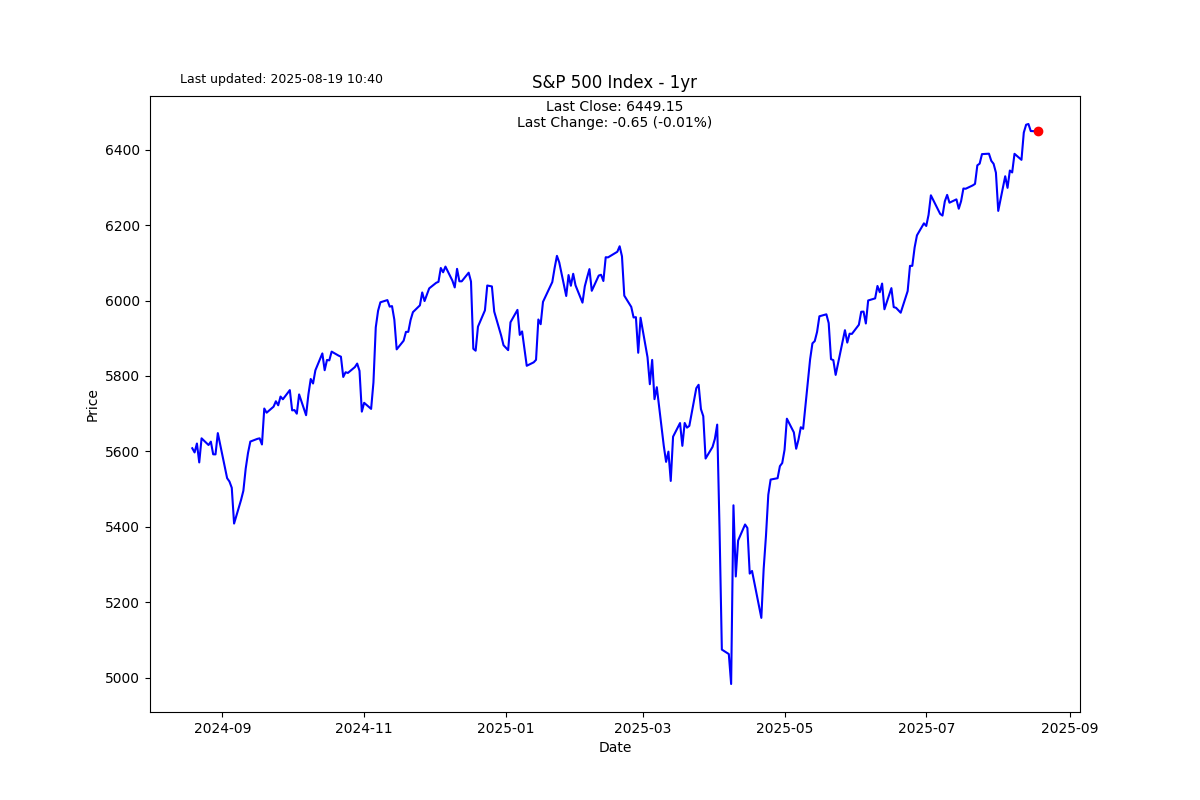 Last updated: 2025-08-19 10:40
S&P 500 Index - 1yr
Last Close: 6449.15
Last Change: -0.65 (-0.01%)
6400
6200
6000
5800
5600
5400
5200
5000
Price
2024-09
2024-11
2025-01
2025-03
2025-05
2025-07
2025-09
Date